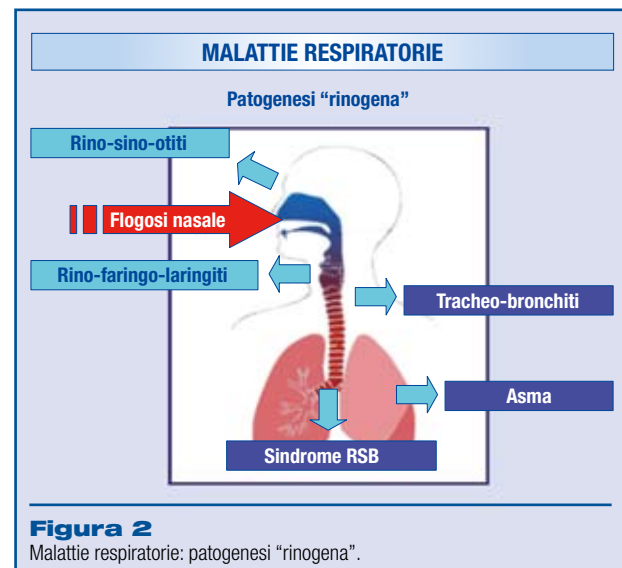 MALATTIE RESPIRATORIE
Patogenesi “rinogena”
Rino-sino-otiti
Flogosi nasale
Rino-faringo-laringiti
Tracheo-bronchiti
Asma
Sindrome RSB
Figura 2
Malattie respiratorie: patogenesi “rinogena”.